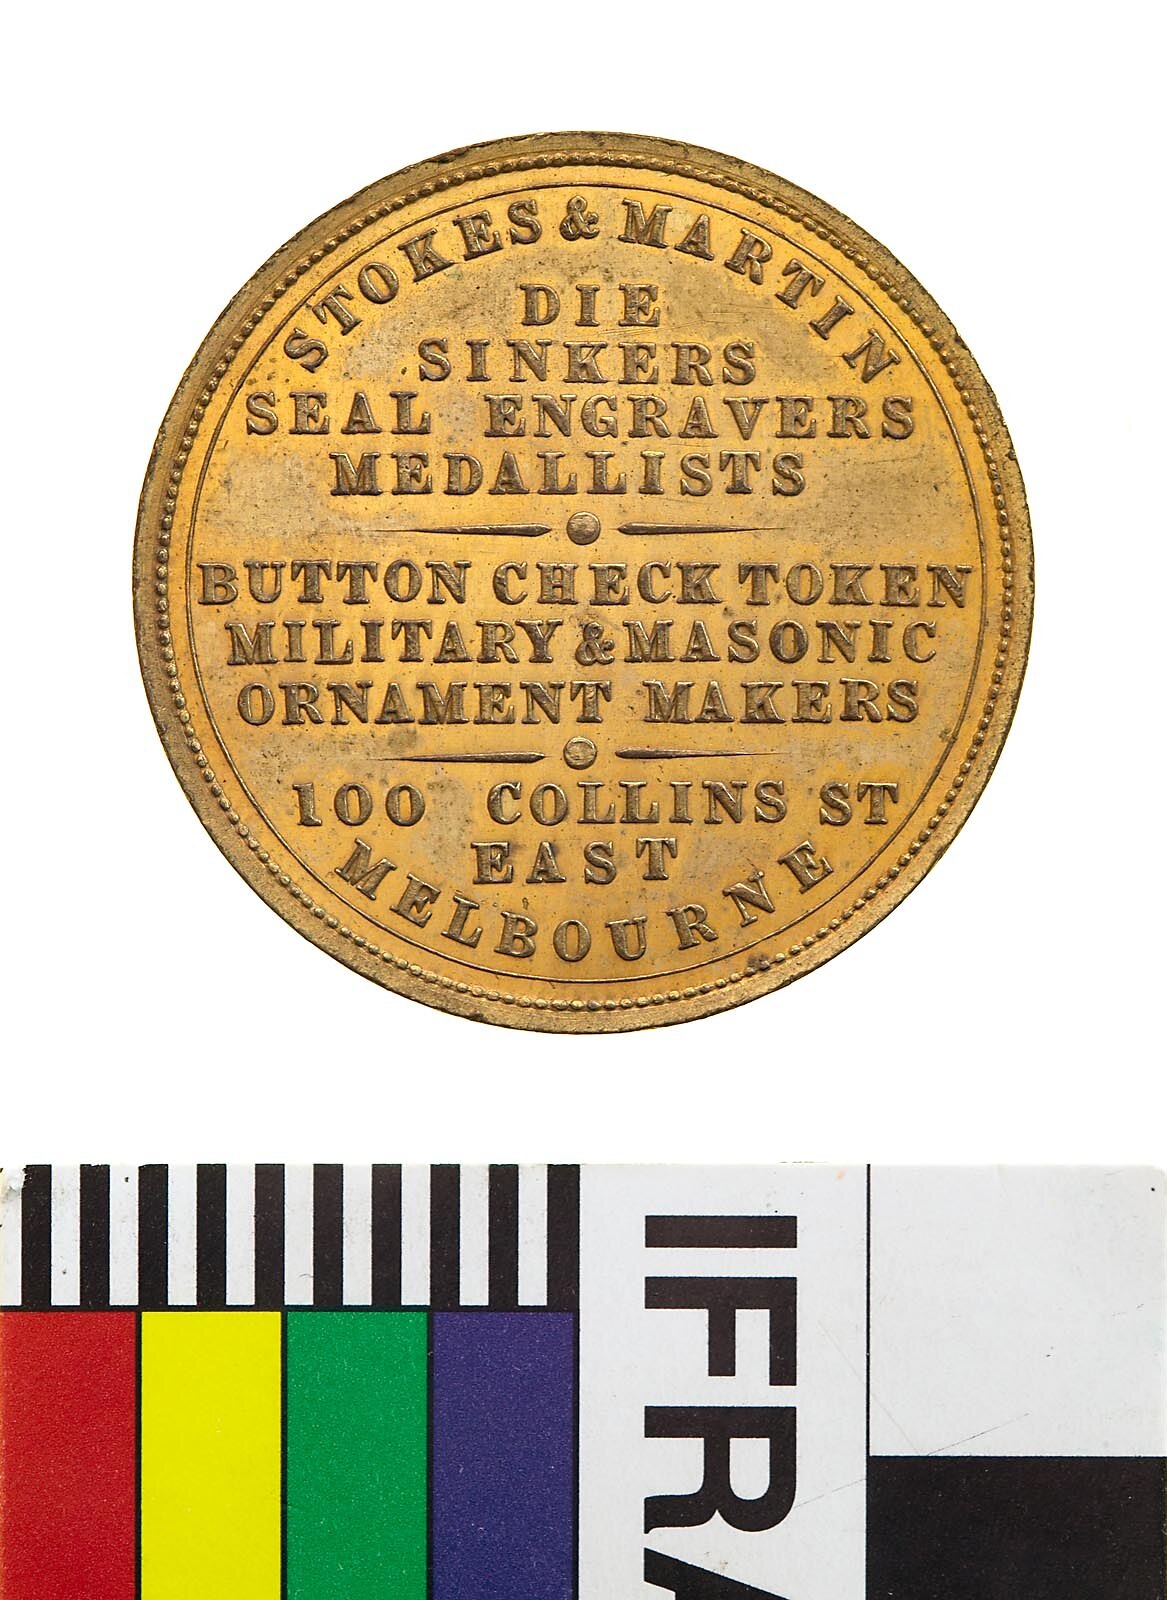 STOKES & MARTIN
DIE
SINKERS
SEAL ENGRAVERS
MEDALLISTS
BUTTON CHECK TOKEN
MILITARY & MASONIC
ORNAMENT MAKERS
100 COLLINS ST
EAST
MELBOURNE
IFRA